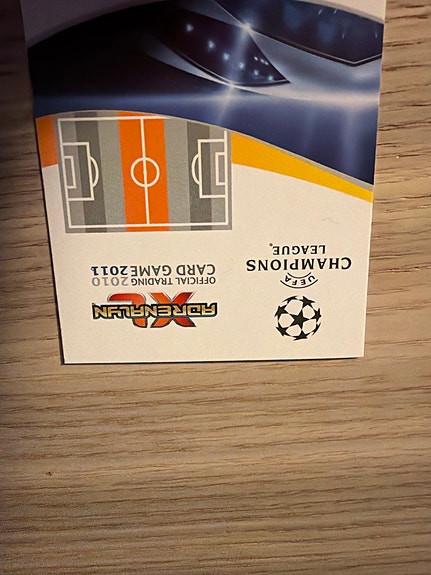 ADRENALYN
XL
OFFICIAL TRADING 2010
CARD GAME 2011
UEFA
CHAMPIONS
LEAGUE®